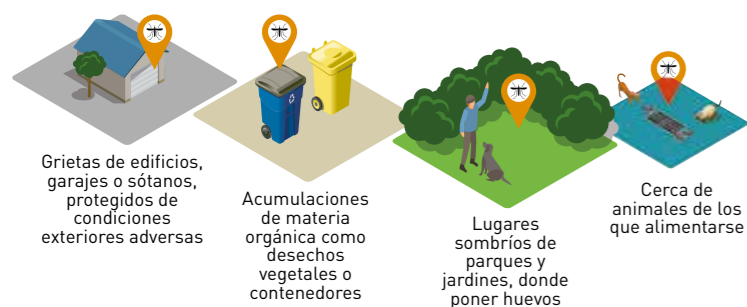 Grietas de edificios,
garajes o sótanos,
protegidos de
condiciones
exteriores adversas
Acumulaciones
de materia
orgánica como
desechos
vegetales o
contenedores
Lugares
sombríos de
parques y
jardines, donde
poner huevos
Cerca de
animales de los
que alimentarse